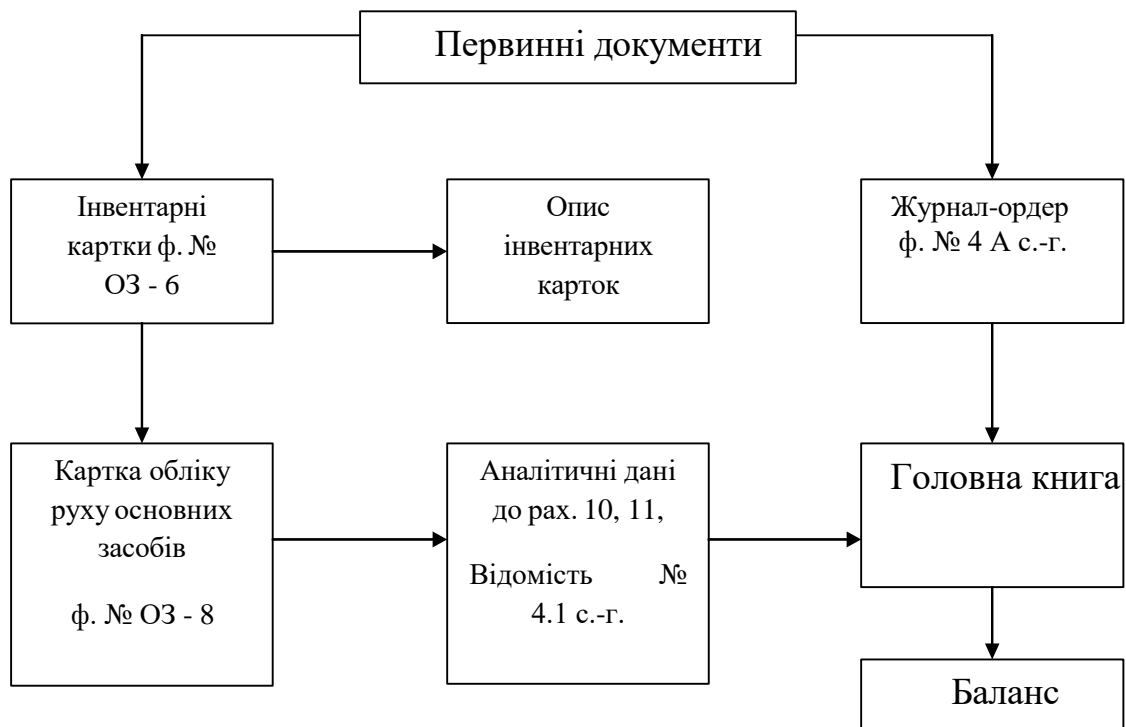 Первинні документи
Інвентарні
картки ф. №
ОЗ - 6
Опис
інвентарних
карток
Журнал-ордер
ф. № 4 А с.-г.
Картка обліку
руху основних
засобів
ф. № ОЗ - 8
Аналітичні дані
до рах. 10, 11,
Відомість №
4.1 с.-г.
Головна книга
Баланс